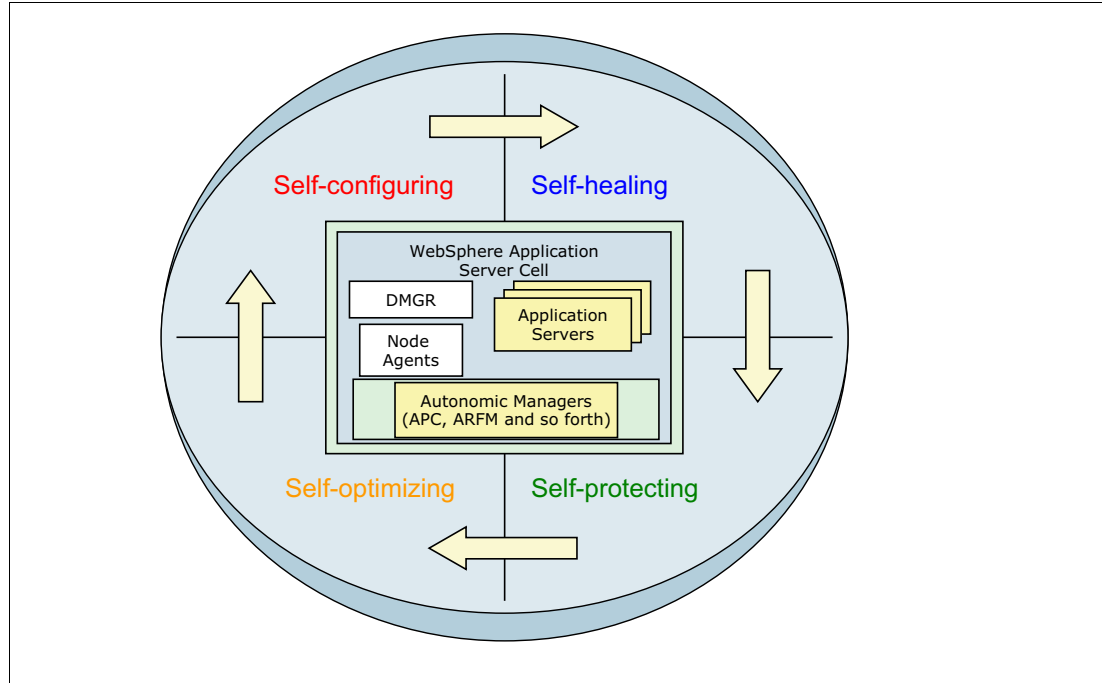 Self-configuring
Self-healing
WebSphere Application
Server Cell
DMGR
Application
Servers
Node
Agents
Autonomic Managers
(APC, ARFM and so forth)
Self-optimizing
Self-protecting